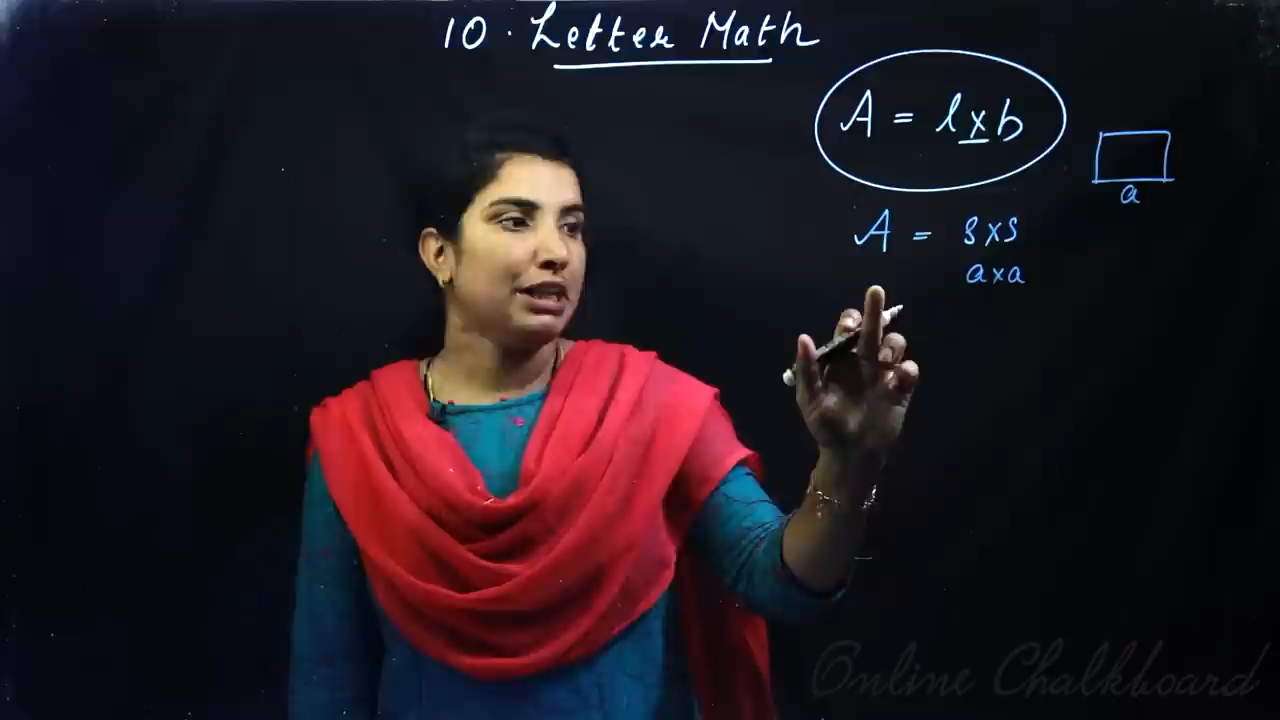 10. Letter Math
A = l x b
a
A = s x s
a x a
Online Chalkboard